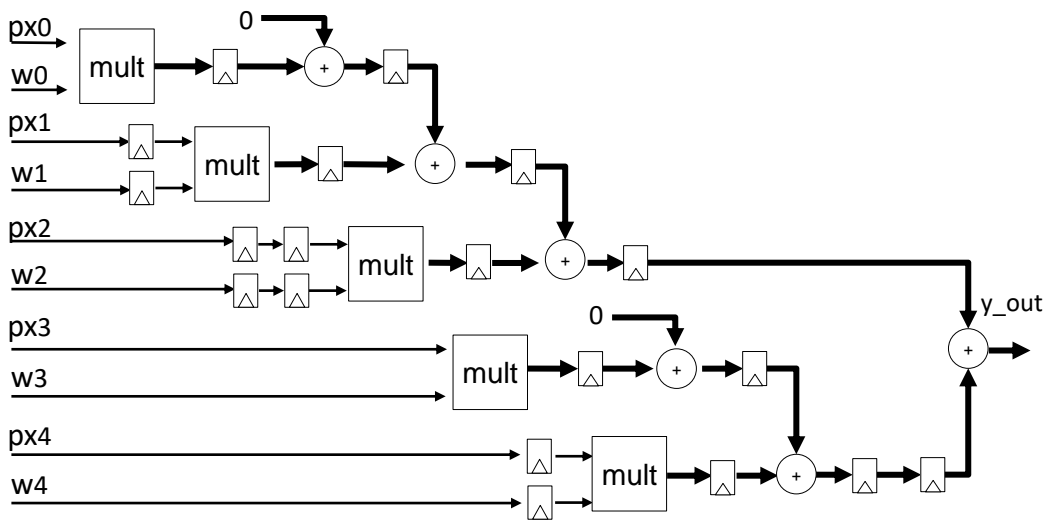 px0
0
w0
mult
+
px1
w1
mult
+
px2
w2
mult
+
y_out
px3
0
+
w3
mult
+
px4
w4
mult
+